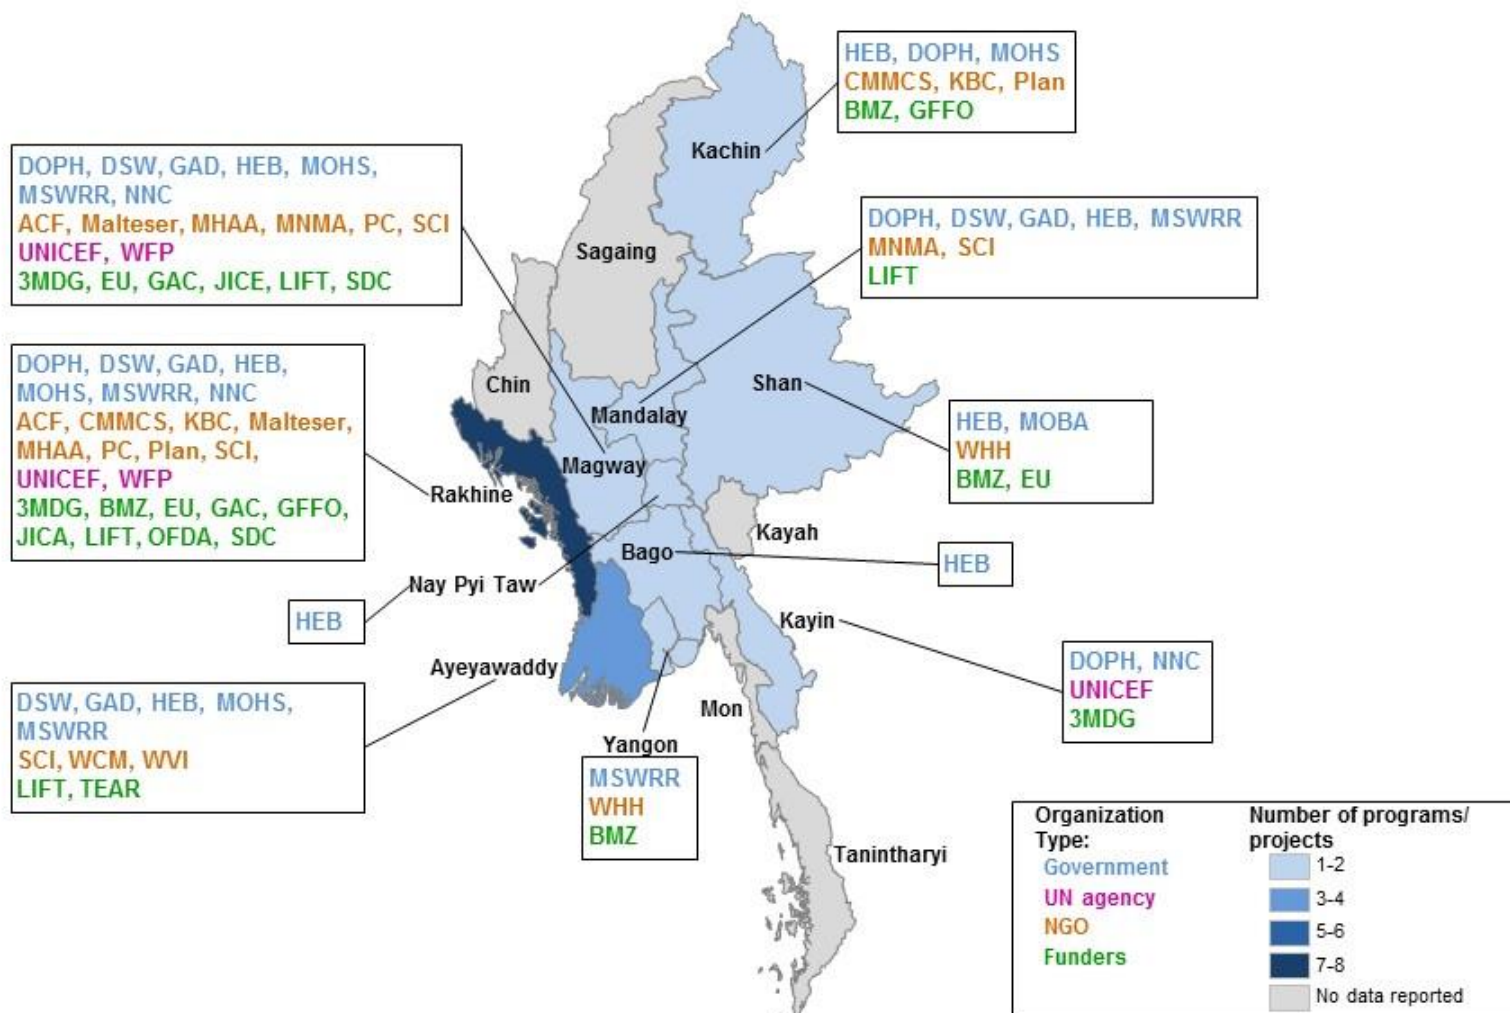 HEB, DOPH, MOHS
CMMCS, KBC, Plan
BMZ, GFFO
Kachin
DOPH, DSW, GAD, HEB, MOHS,
MSWRR, NNC
ACF, Malteser, MHAA, MNMA, PC, SCI
UNICEF, WFP
3MDG, EU, GAC, JICE, LIFT, SDC
DOPH, DSW, GAD, HEB, MSWRR
MNMA, SCI
LIFT
Sagaing
DOPH, DSW, GAD, HEB,
MOHS, MSWRR, NNC
ACF, CMMCS, KBC, Malteser,
MHAA, PC, Plan, SCI,
UNICEF, WFP
3MDG, BMZ, EU, GAC, GFFO,
JICA, LIFT, OFDA, SDC
Chin
Shan
Mandalay
HEB, MOBA
WHH
BMZ, EU
Magway
Rakhine
Kayah
Bago
HEB
Nay Pyi Taw
HEB
Kayin
Ayeyawaddy
DOPH, NNC
UNICEF
3MDG
DSW, GAD, HEB, MOHS,
MSWRR
SCI, WCM, WVI
LIFT, TEAR
Mon
Yangon
MSWRR
WHH
BMZ
Tanintharyi
Organization
Type:
Government
UN agency
NGO
Funders
Number of programs/
projects
1-2
3-4
5-6
7-8
No data reported